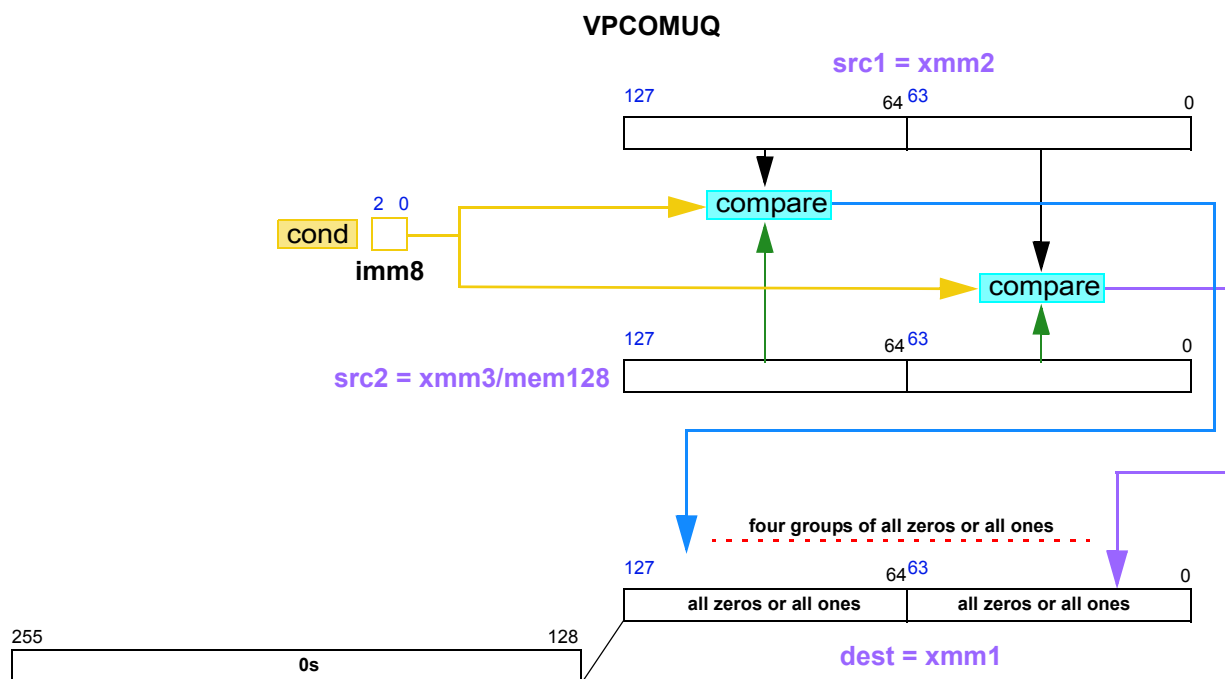 VPCOMUQ
src1 = xmm2
127 64 63 0
compare
2 0
cond
imm8
compare
127 64 63 0
src2 = xmm3/mem128
four groups of all zeros or all ones
127 64 63 0
all zeros or all ones all zeros or all ones
255 128
0s
dest = xmm1